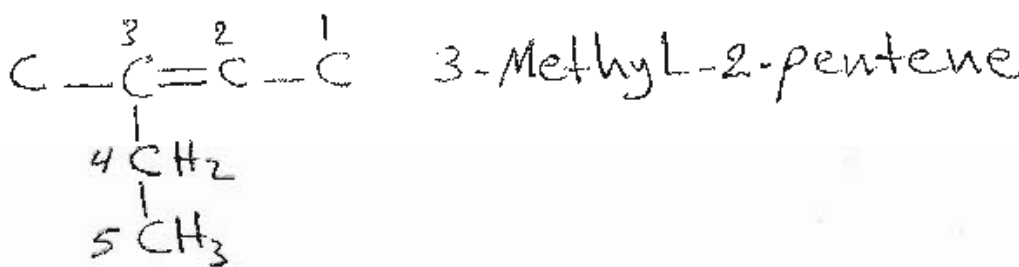 3 2 1
C - C = C - C 3-Methyl-2-pentene
4 CH2
5 CH3